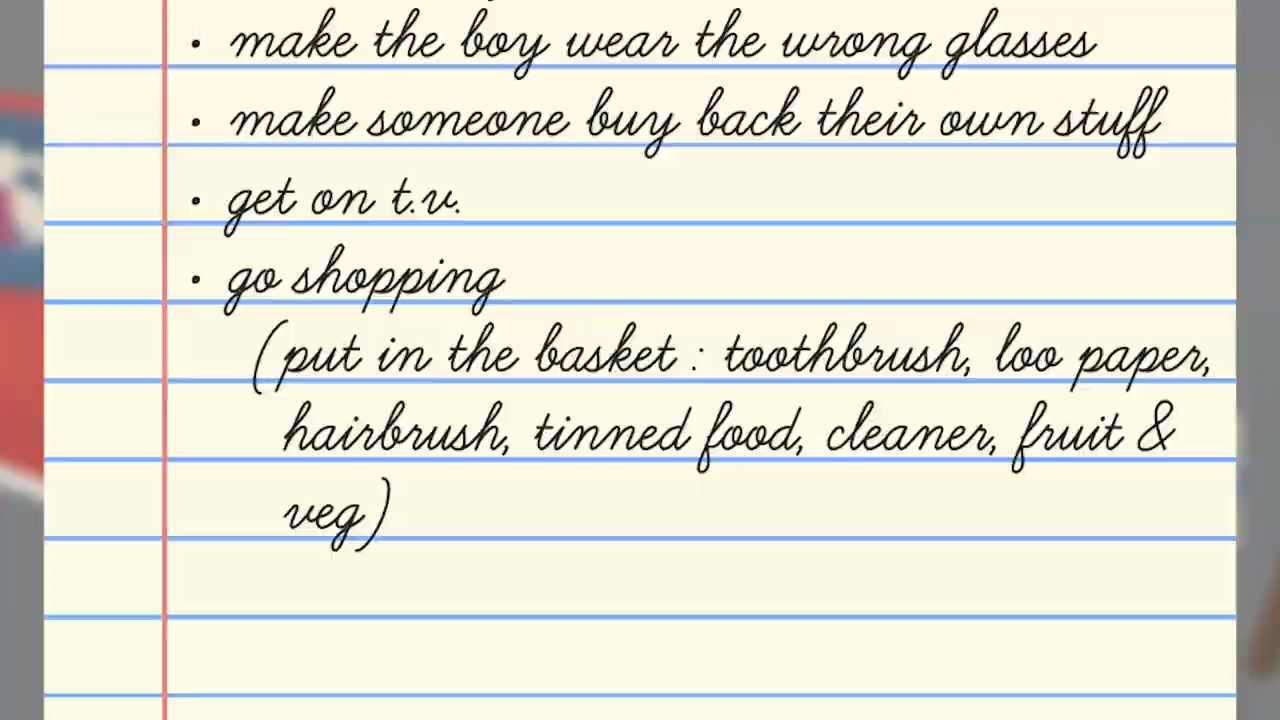 • make the boy wear the wrong glasses
• make someone buy back their own stuff
• get on t.v.
• go shopping
(put in the basket : toothbrush, loo paper,
hairbrush, tinned food, cleaner, fruit &
veg)